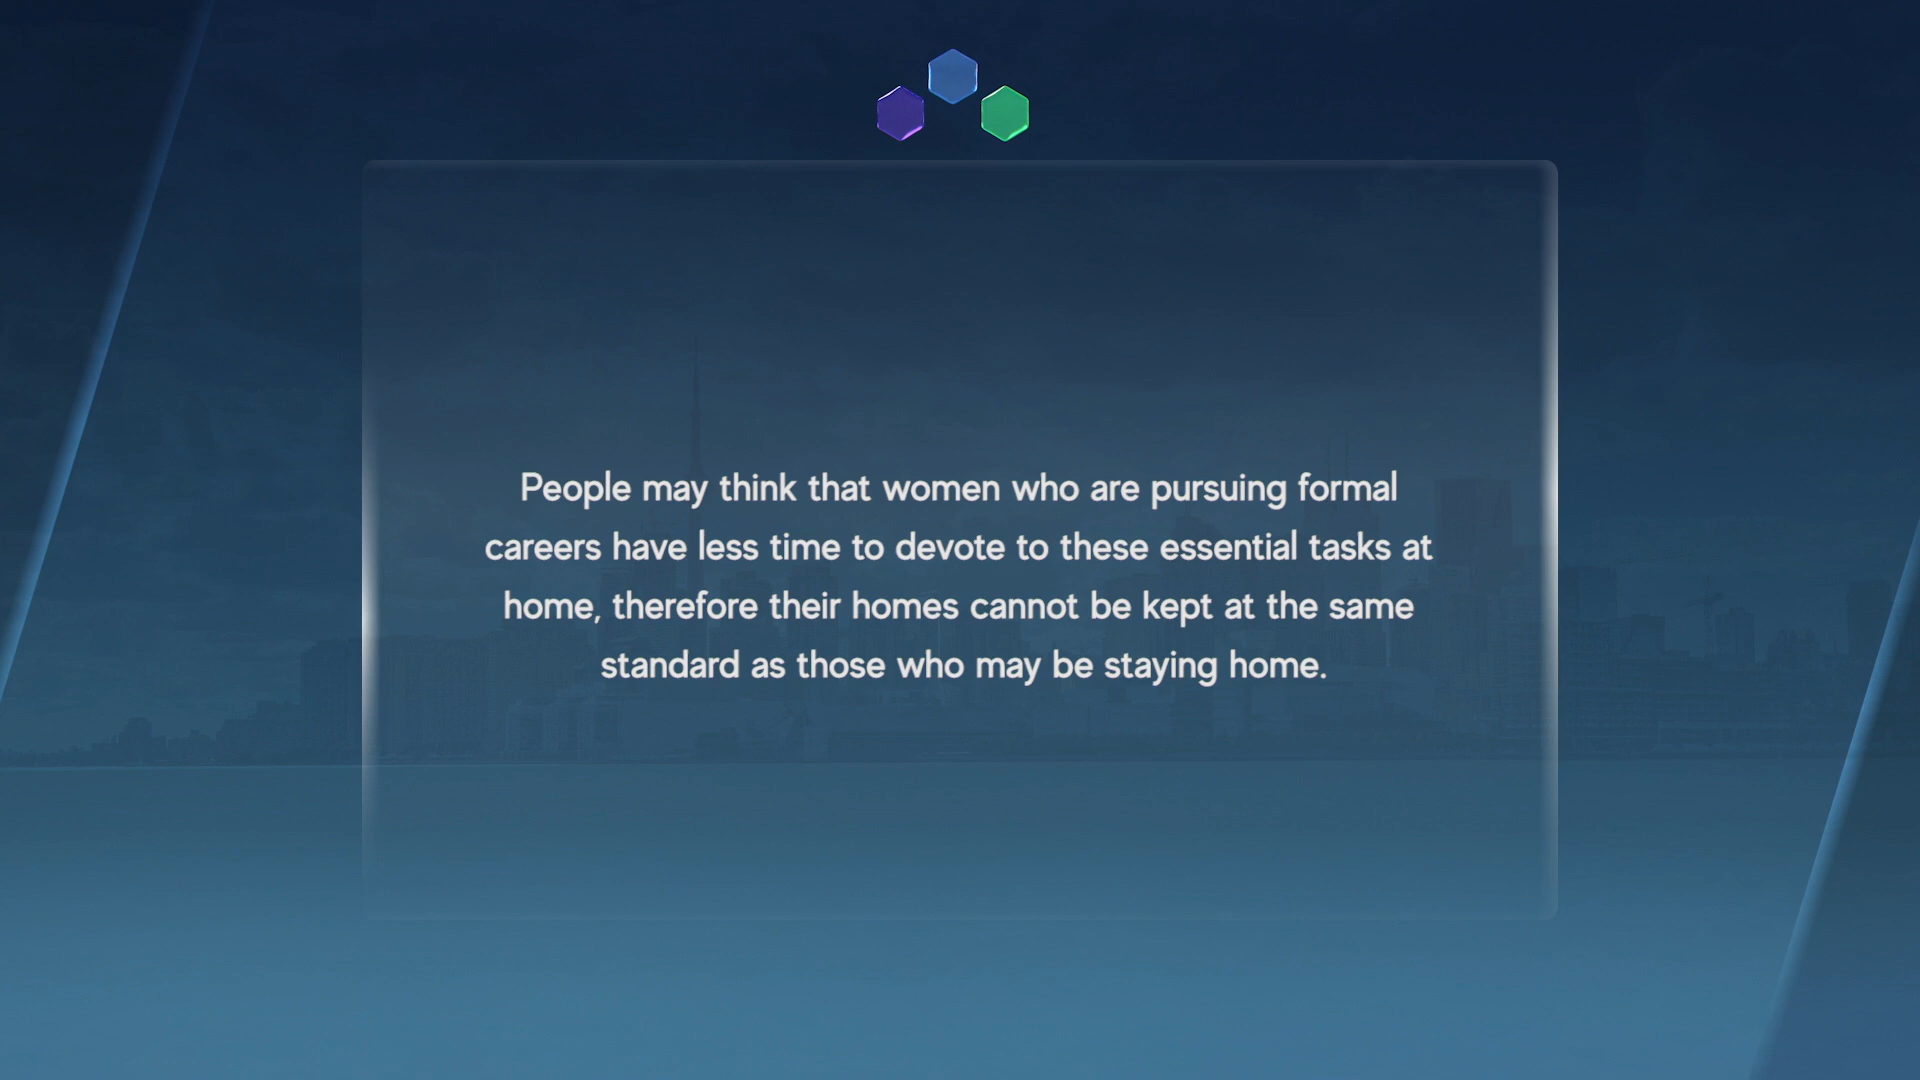 People may think that women who are pursuing formal
careers have less time to devote to these essential tasks at
home, therefore their homes cannot be kept at the same
standard as those who may be staying home.